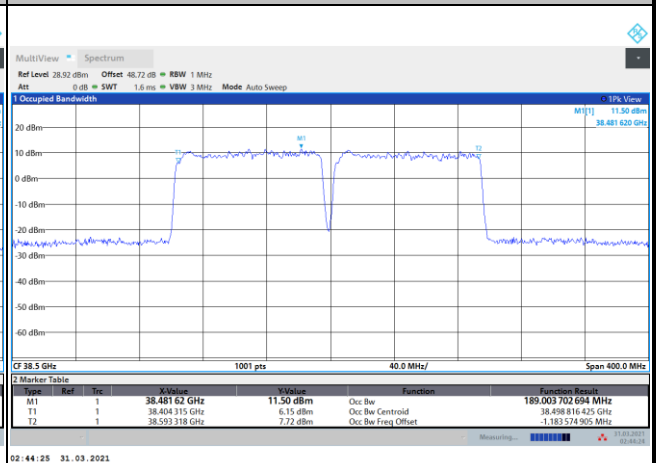 MultiView Spectrum
Ref Level 28.92 dBm Offset 48.72 dB RBW 1 MHz
Att 0 dB SWT 1.6 ms VBW 3 MHz Mode Auto Sweep
1 Occupied Bandwidth 1Pk View
M1[1] 11.50 dBm
38.481 620 GHz
20 dBm
M1
T1 T2
10 dBm
0 dBm
-10 dBm
-20 dBm
-30 dBm
-40 dBm
-50 dBm
-60 dBm
CF 38.5 GHz 1001 pts 40.0 MHz/ Span 400.0 MHz
2 Marker Table
Type Ref Trc X-Value Y-Value Function Function Result
M1 1 38.481 62 GHz 11.50 dBm Occ Bw 189.003 702 694 MHz
T1 1 38.404 315 GHz 6.15 dBm Occ Bw Centroid 38.498 816 425 GHz
T2 1 38.593 318 GHz 7.72 dBm Occ Bw Freq Offset -1.183 574 905 MHz
Measuring... 31.03.2021
02:44:24
02:44:25 31.03.2021